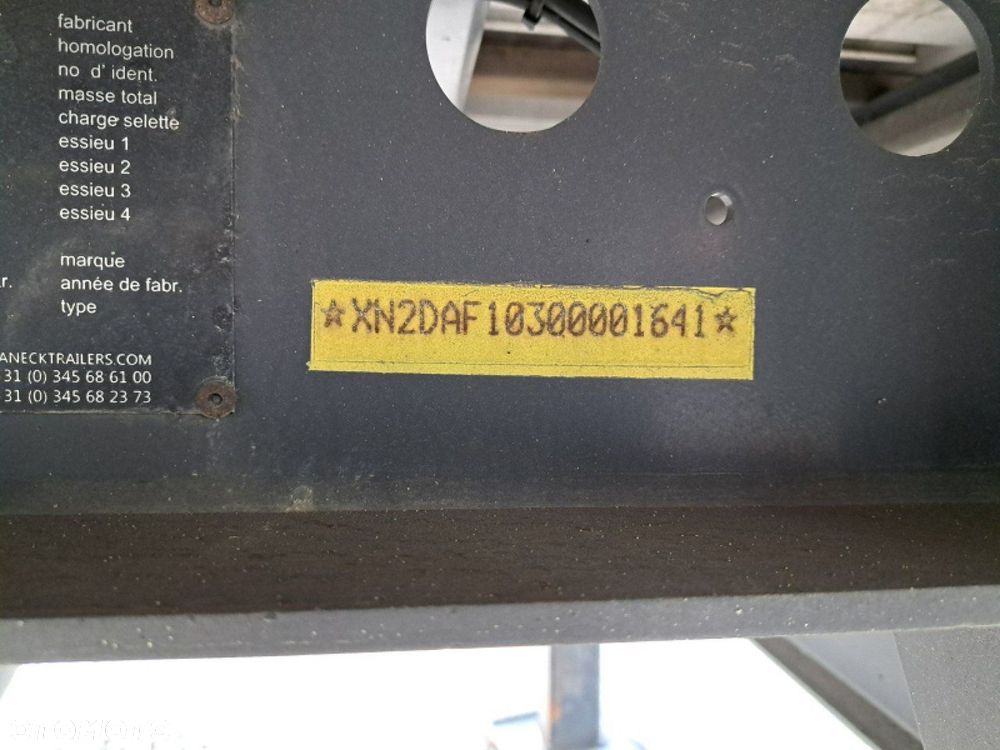 fabricant
homologation
no d' ident.
masse total
charge selette
essieu 1
essieu 2
essieu 3
essieu 4
marque
r. année de fabr.
type
ANECKTRAILERS.COM
31 (0) 345 68 61 00
31 (0) 345 68 23 73
☆XN2DAF10300001641☆
OTOMOTO